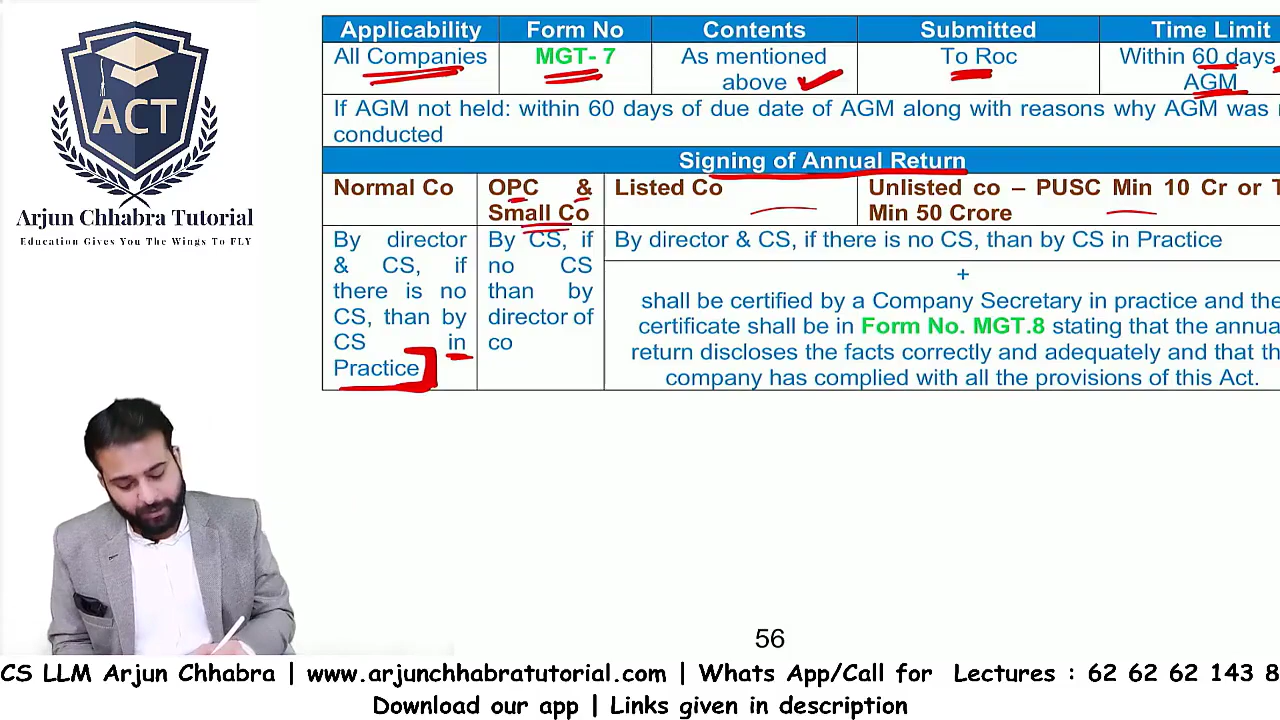 ACT
Arjun Chhabra Tutorial
Education Gives You The Wings To FLY
Applicability Form No Contents Submitted Time Limit
All Companies MGT- 7 As mentioned above To Roc Within 60 days AGM
If AGM not held: within 60 days of due date of AGM along with reasons why AGM was
conducted
Signing of Annual Return
Normal Co
OPC &
Small Co
Listed Co
Unlisted co – PUSC Min 10 Cr or
Min 50 Crore
By director
& CS, if
there is no
CS, than by
CS in
Practice
By CS, if
no CS
than by
director of
co
By director & CS, if there is no CS, than by CS in Practice
+
shall be certified by a Company Secretary in practice and the
certificate shall be in Form No. MGT.8 stating that the annual
return discloses the facts correctly and adequately and that
company has complied with all the provisions of this Act.
56
CS LLM Arjun Chhabra | www.arjunchhabratutorial.com | Whats App/Call for Lectures : 62 62 62 143 8
Download our app | Links given in description